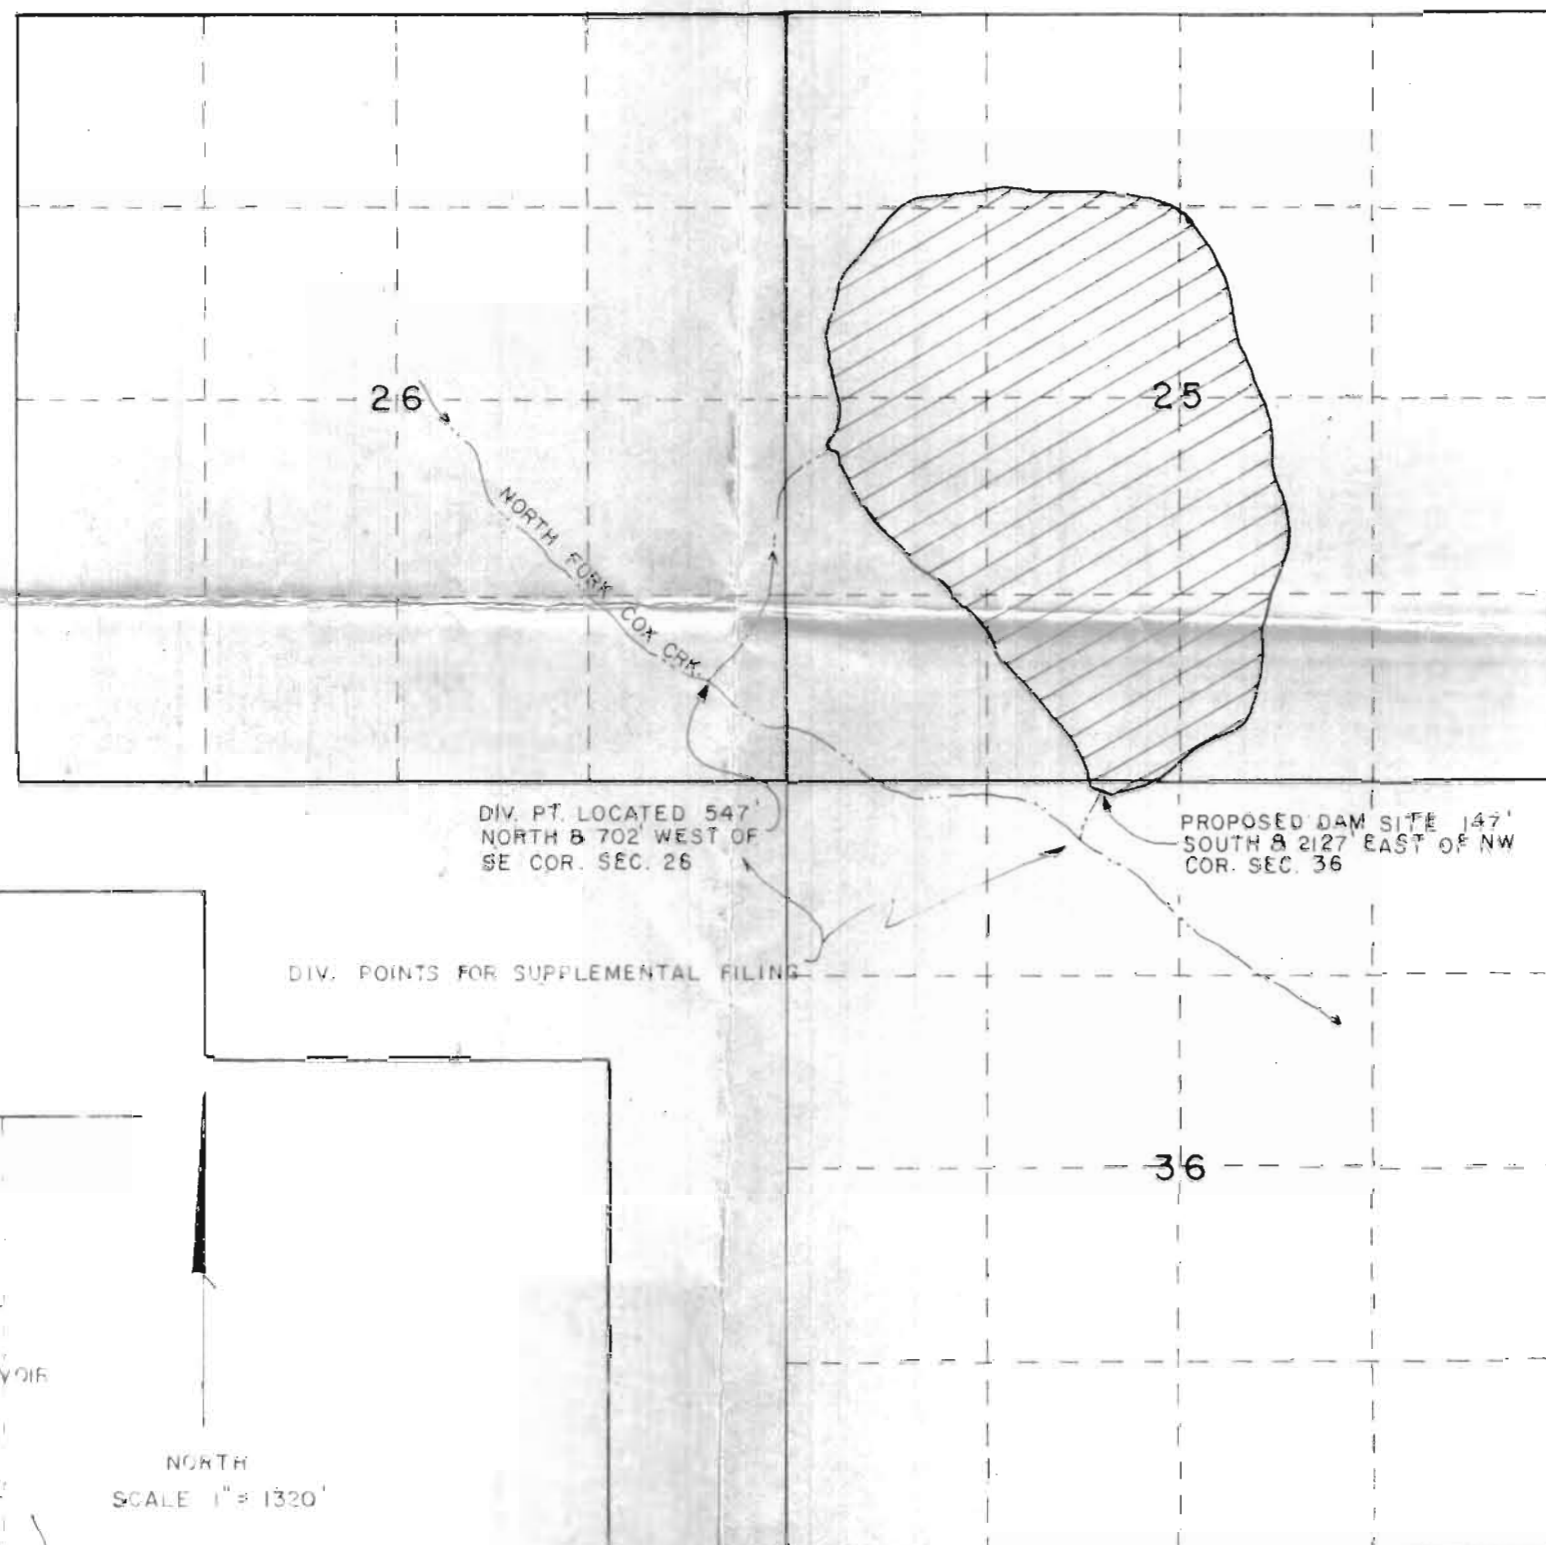 26
25
NORTH FORK COX CRK.
DIV. PT. LOCATED 547'
NORTH & 702' WEST OF
SE COR. SEC. 26
PROPOSED DAM SITE 147'
SOUTH & 2127' EAST OF NW
COR. SEC. 36
DIV. POINTS FOR SUPPLEMENTAL FILING
36
NORTH
SCALE 1" = 1320'